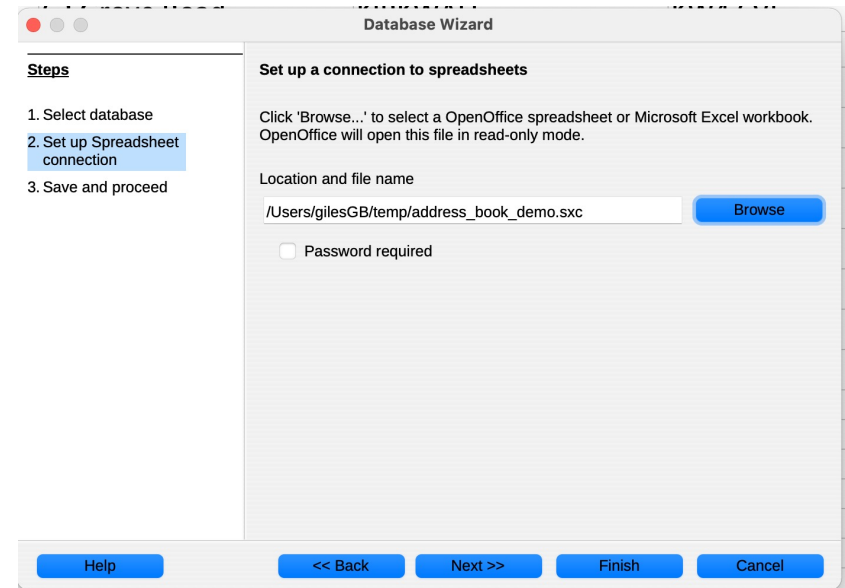 Database Wizard
Steps
1. Select database
2. Set up Spreadsheet
connection
3. Save and proceed
Set up a connection to spreadsheets
Click 'Browse...' to select a OpenOffice spreadsheet or Microsoft Excel workbook.
OpenOffice will open this file in read-only mode.
Location and file name
/Users/gilesGB/temp/address_book_demo.sxc
Browse
Password required
Help
<< Back
Next >>
Finish
Cancel